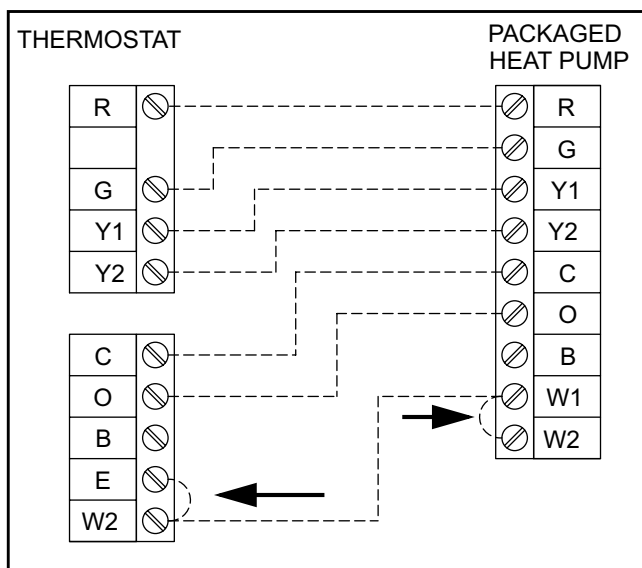 THERMOSTAT
PACKAGED
HEAT PUMP
R
G
Y1
Y2
C
O
B
E
W2
R
G
Y1
Y2
C
O
B
W1
W2